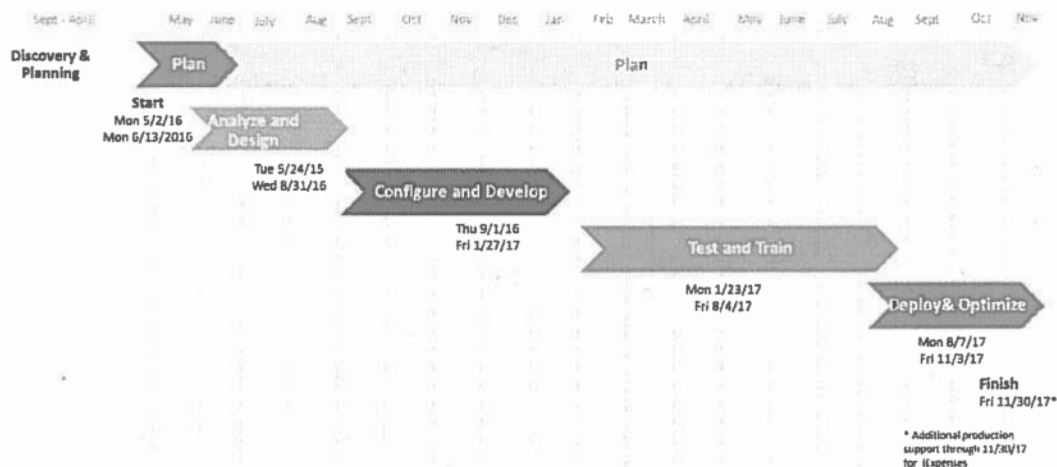 Sept - April May June July Aug Sept Oct Nov Dec Jan Feb March April May June July Aug Sept Oct Nov
Discovery &
Planning
Plan
Plan
Start
Mon 5/2/16
Mon 6/13/2016
Analyze and
Design
Tue 5/24/15
Wed 8/31/16
Configure and Develop
Thu 9/1/16
Fri 1/27/17
Test and Train
Mon 1/23/17
Fri 8/4/17
Deploy& Optimize
Mon 8/7/17
Fri 11/3/17
Finish
Fri 11/30/17*
* Additional production
support through 11/30/17
for iExpenses